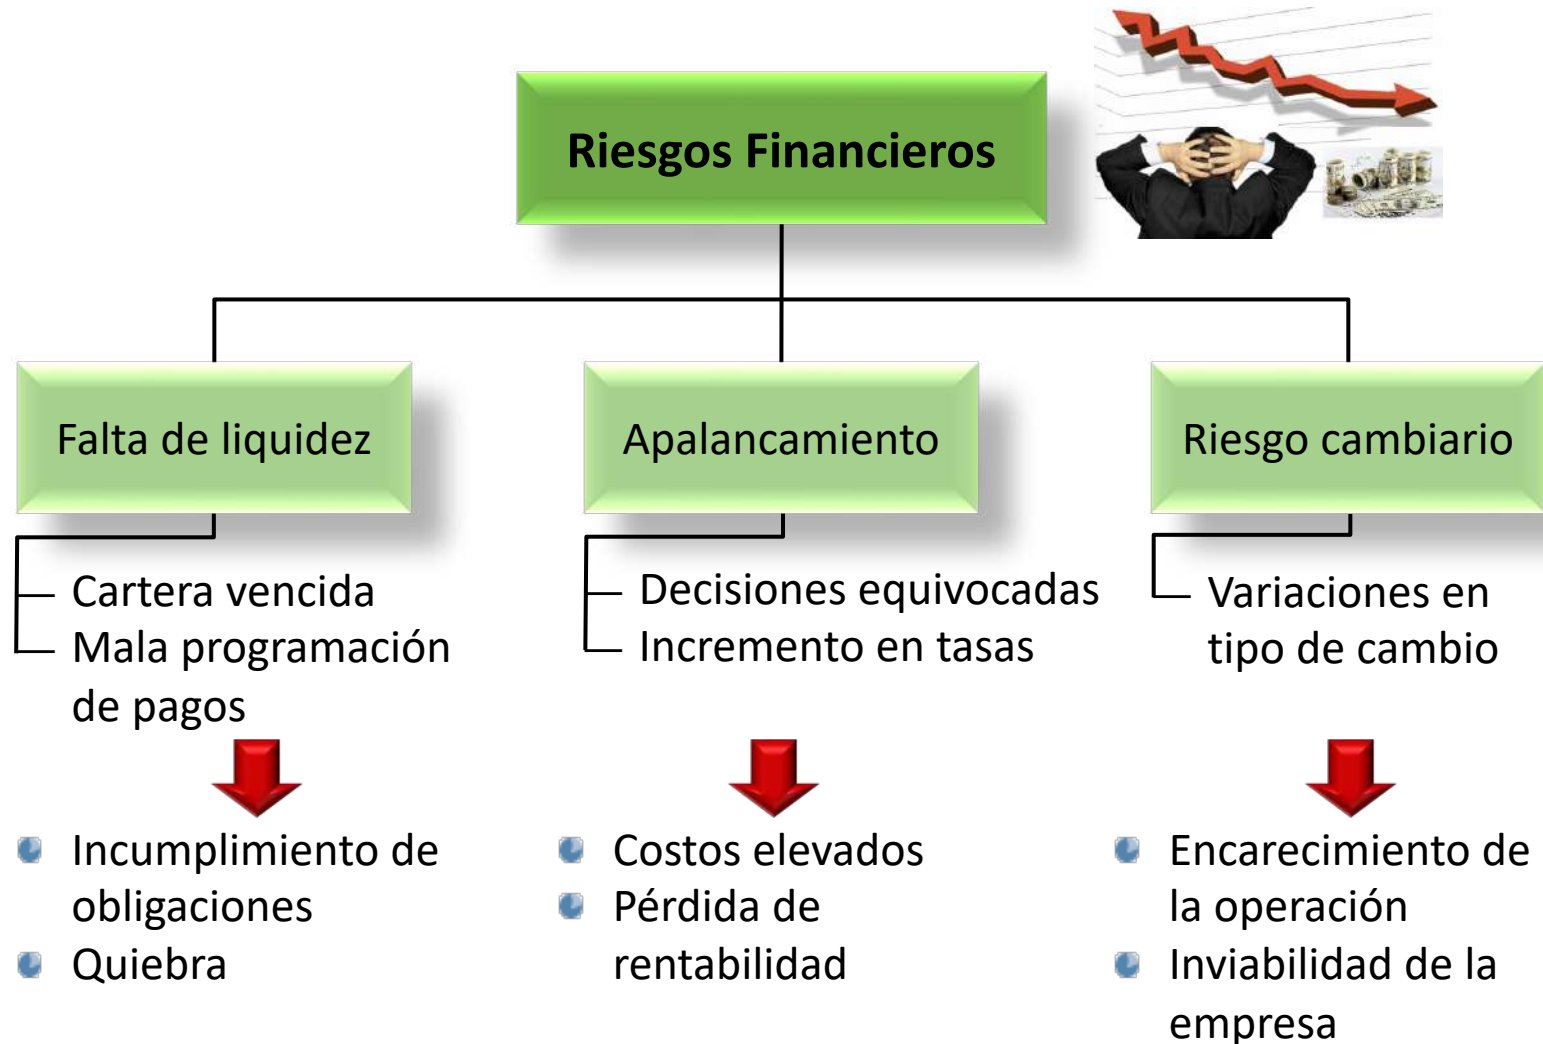 Riesgos Financieros
Falta de liquidez
Cartera vencida
Mala programación
de pagos
Incumplimiento de
obligaciones
Quiebra
Apalancamiento
Decisiones equivocadas
Incremento en tasas
Costos elevados
Pérdida de
rentabilidad
Riesgo cambiario
Variaciones en
tipo de cambio
Encarecimiento de
la operación
Inviabilidad de la
empresa